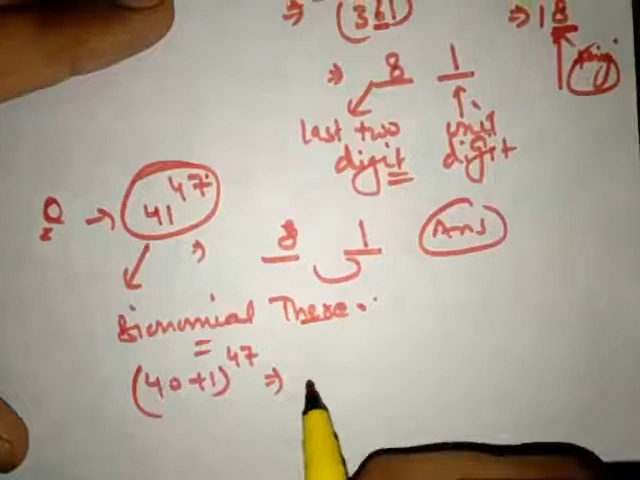 ⇒ (361) ⇒ 18
⇒ 8 1
last two unit
digit digit
Q → 41^47 ⇒ 8 1 Ans
Binomial Theore.
= 
(40+1)^47 ⇒